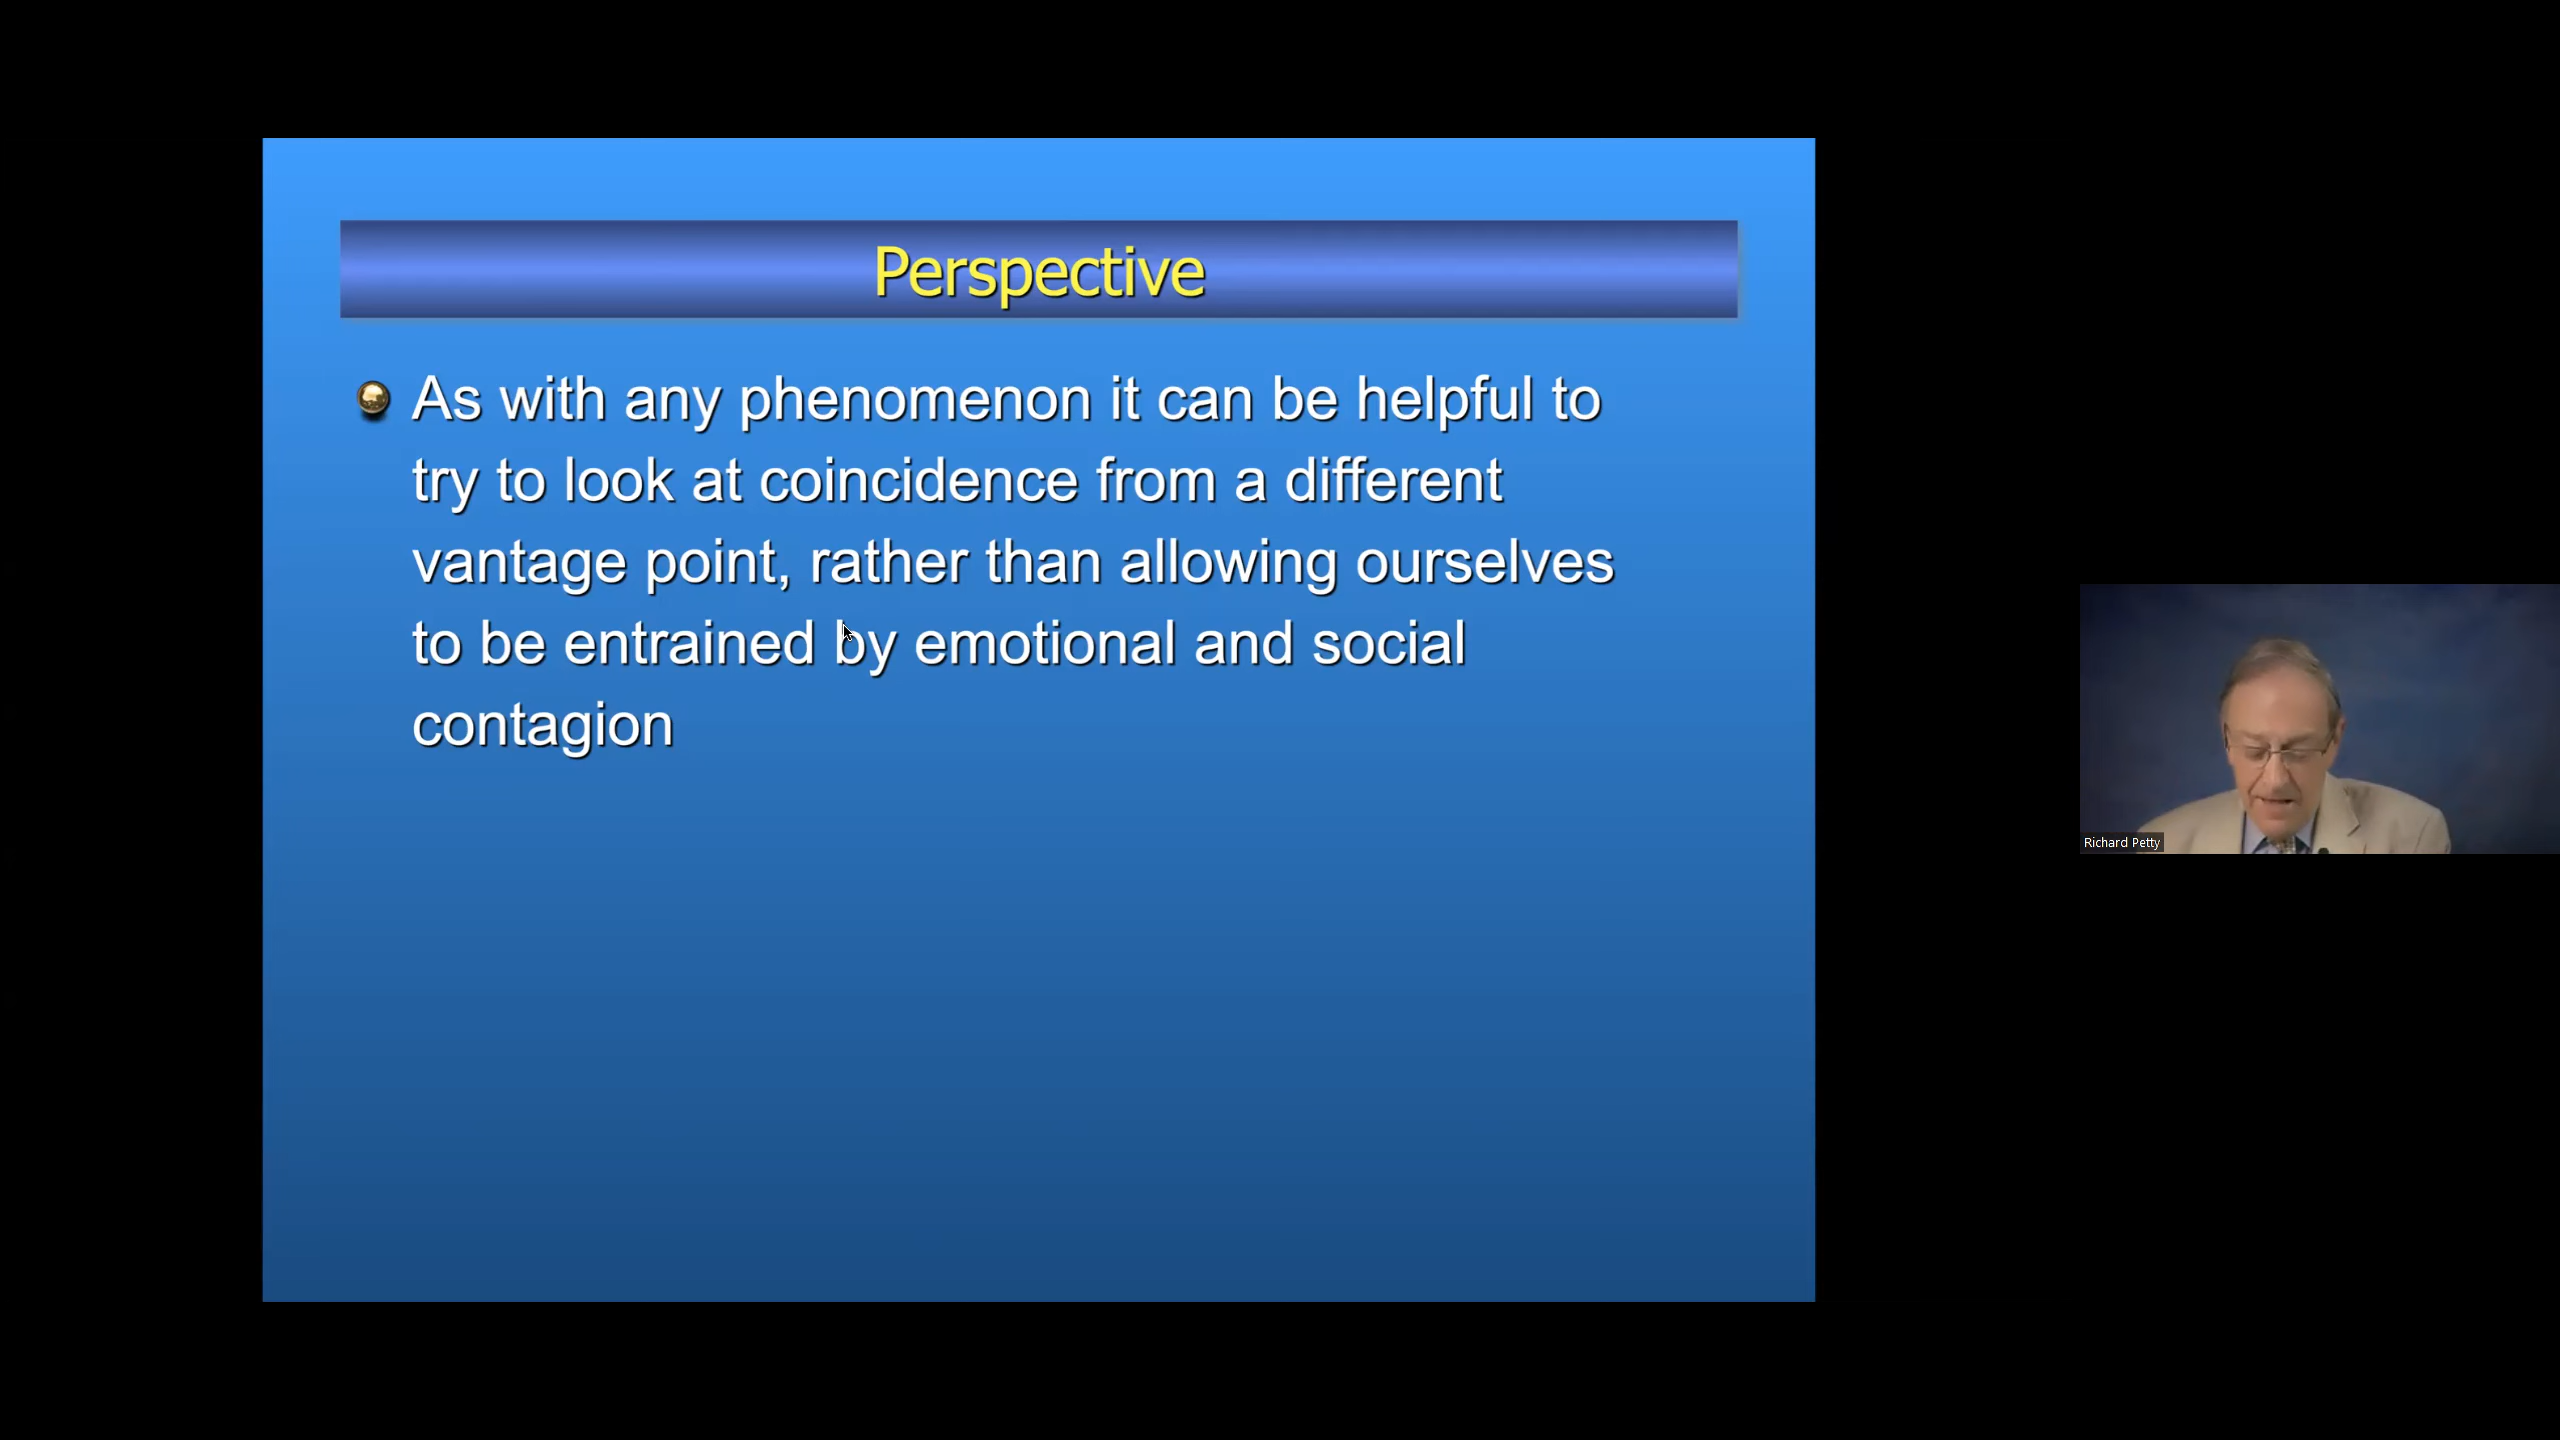 Perspective
As with any phenomenon it can be helpful to
try to look at coincidence from a different
vantage point, rather than allowing ourselves
to be entrained by emotional and social
contagion
Richard Petty